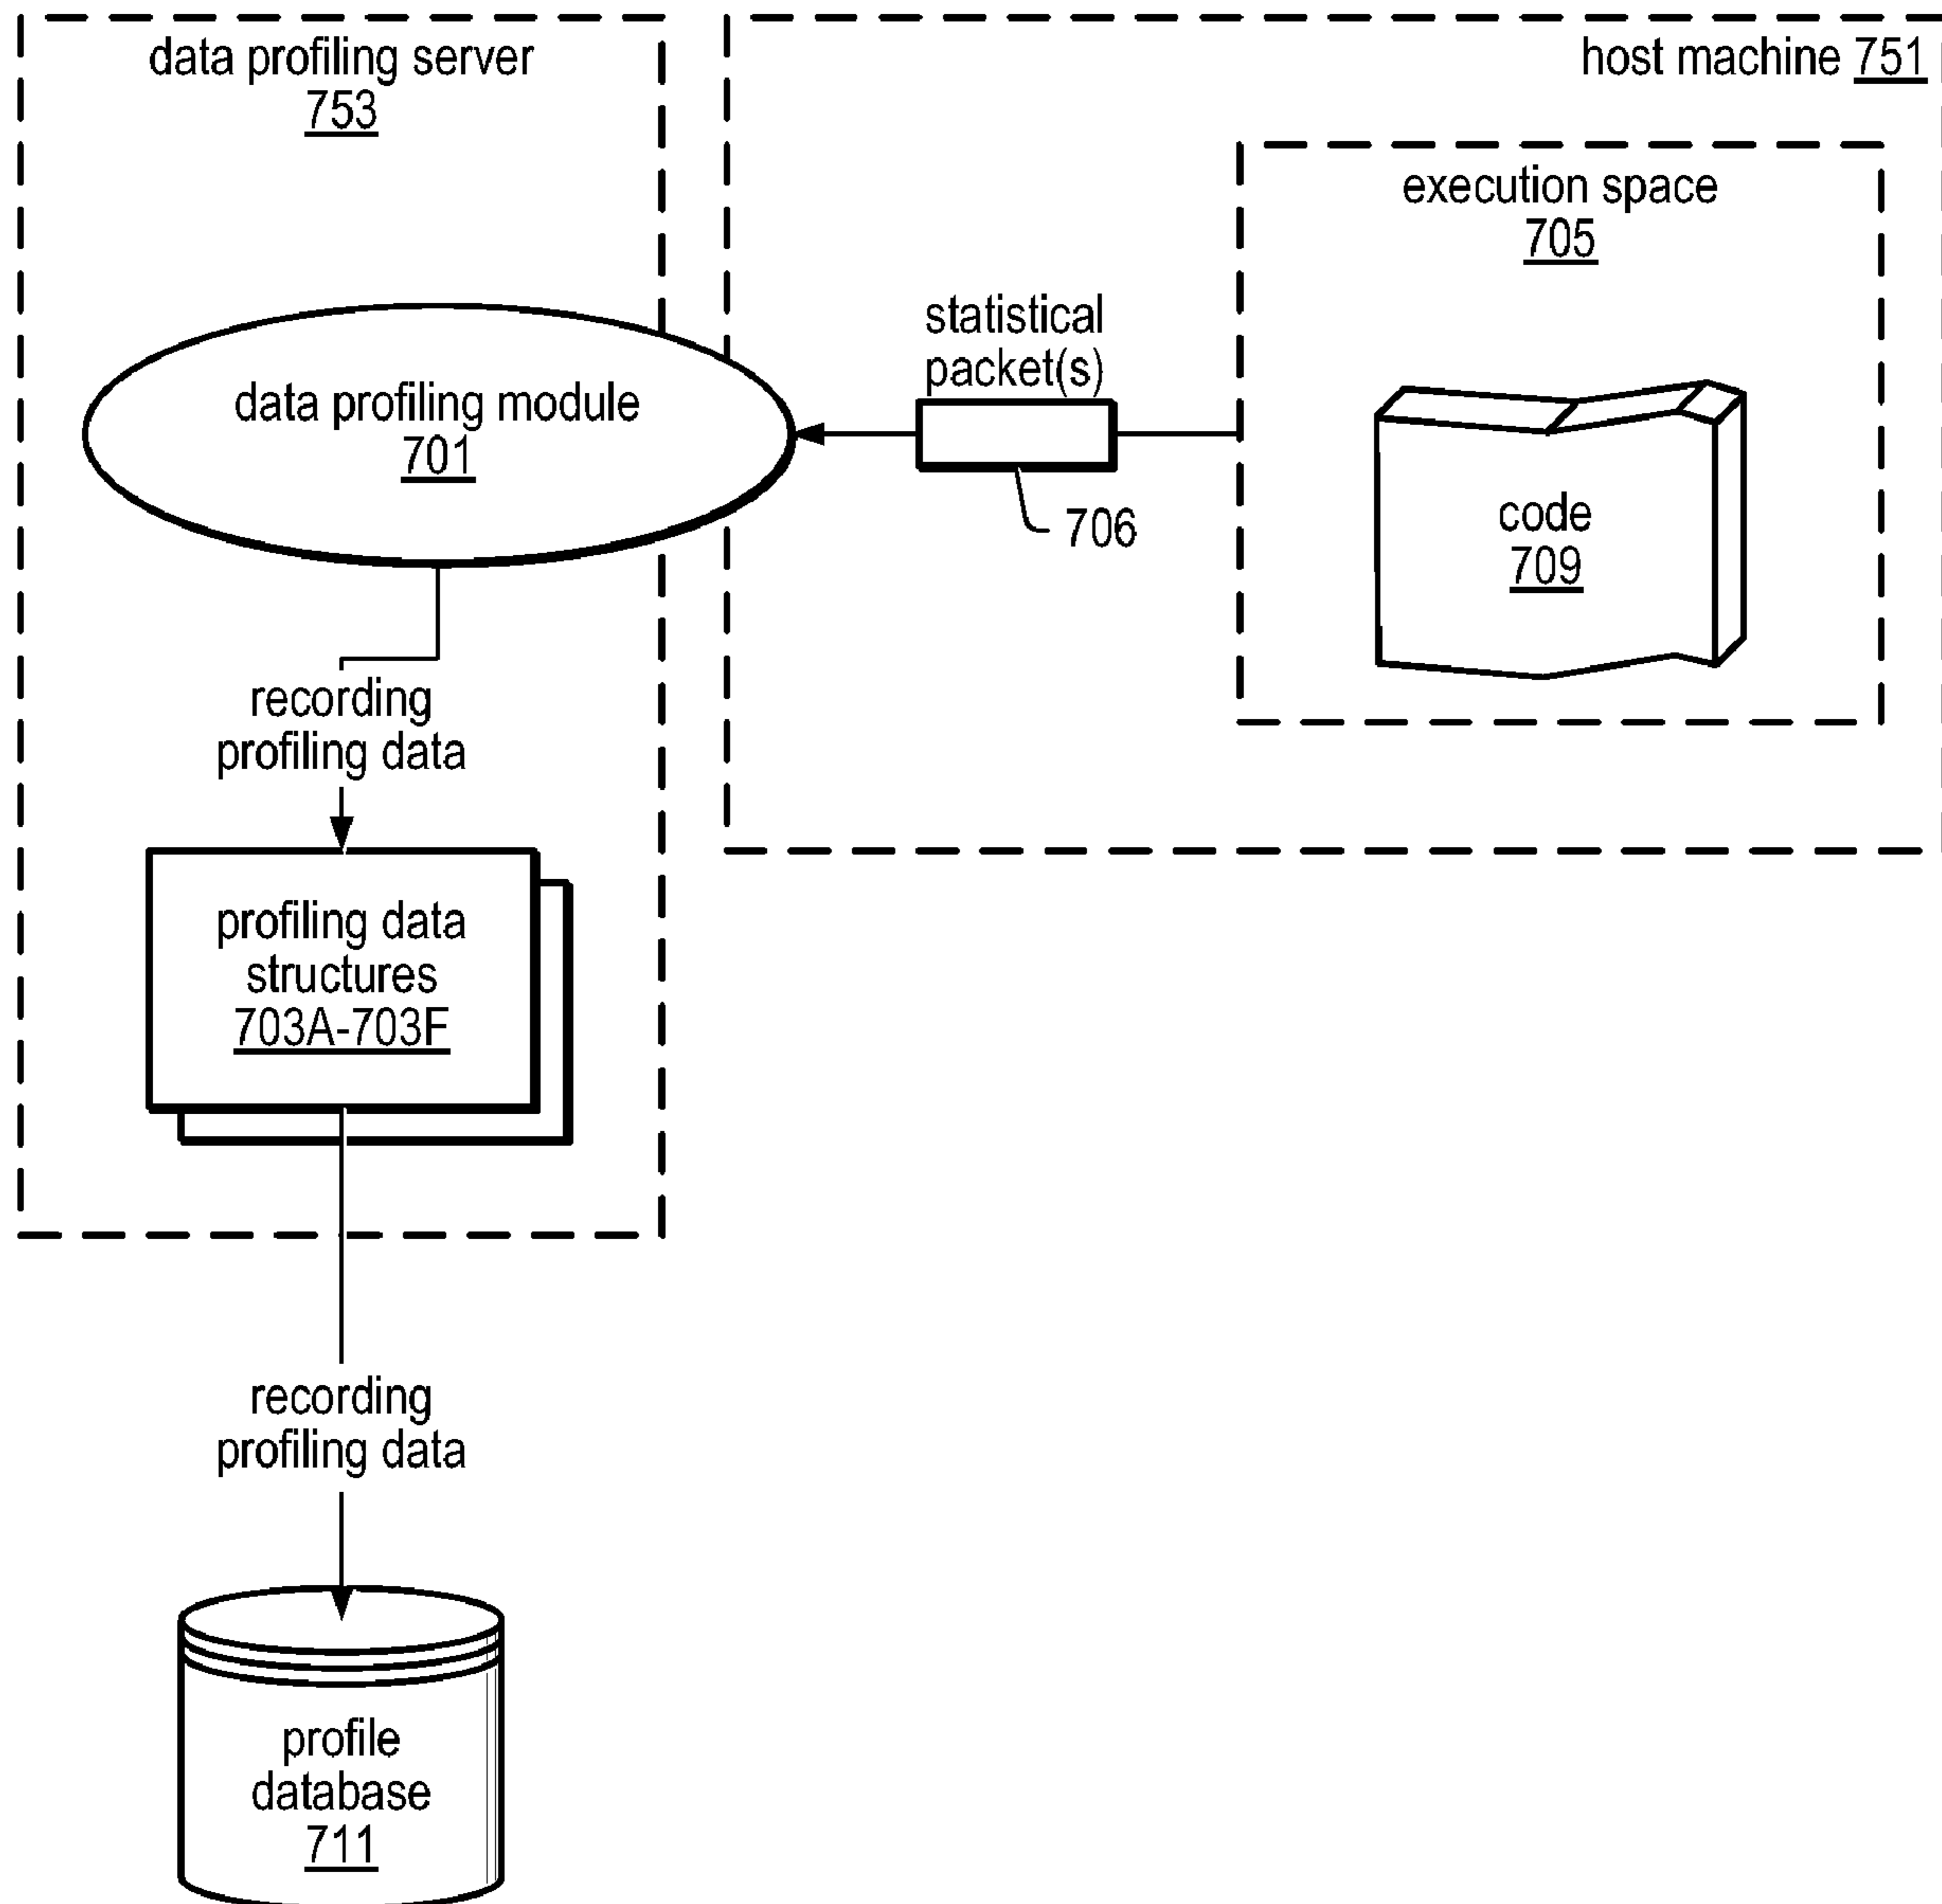 data profiling server
753
host machine 751
execution space
705
statistical
packet(s)
706
data profiling module
701
code
709
recording
profiling data
profiling data
structures
703A-703F
recording
profiling data
profile
database
711